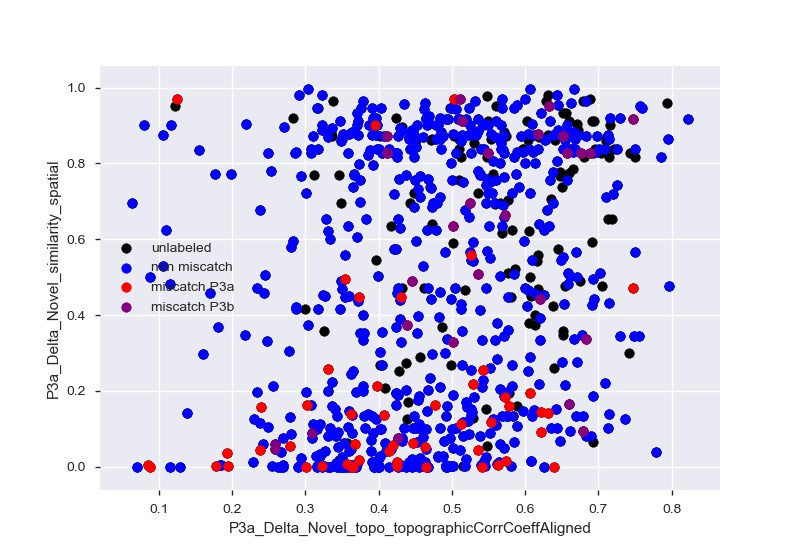 1.0
0.8
0.6
0.4
0.2
0.0
P3a_Delta_Novel_similarity_spatial
unlabeled
non miscatch
miscatch P3a
miscatch P3b
0.1 0.2 0.3 0.4 0.5 0.6 0.7 0.8
P3a_Delta_Novel_topo_topographicCorrCoeffAligned